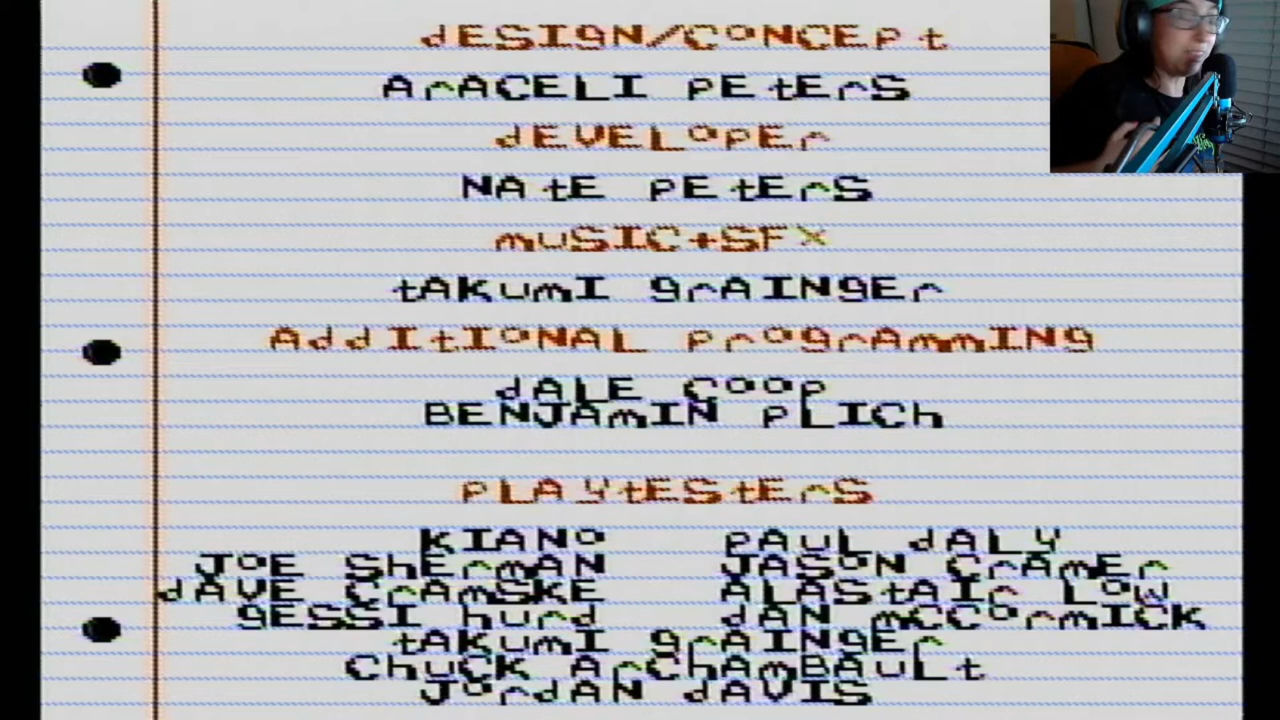 dESIgN/CoNCEpt
ArACELI pEtErS
dEVELopEr
NAtE pEtErS
muSIC+SFX
tAKumI grAINgEr
AddItIoNAL progrAmmINg
dALE Coop
BENJAmIN pLICh
pLAytEStErS
KIANo pAuL dALy
JoE ShErmAN JASoN CrAmEr
dAVE CrAmSKE ALAStAIr Low
gESSI hurd dAN mCCormICK
tAKumI grAINgEr
ChuCK ArChAmBAuLt
JordAN dAVIS